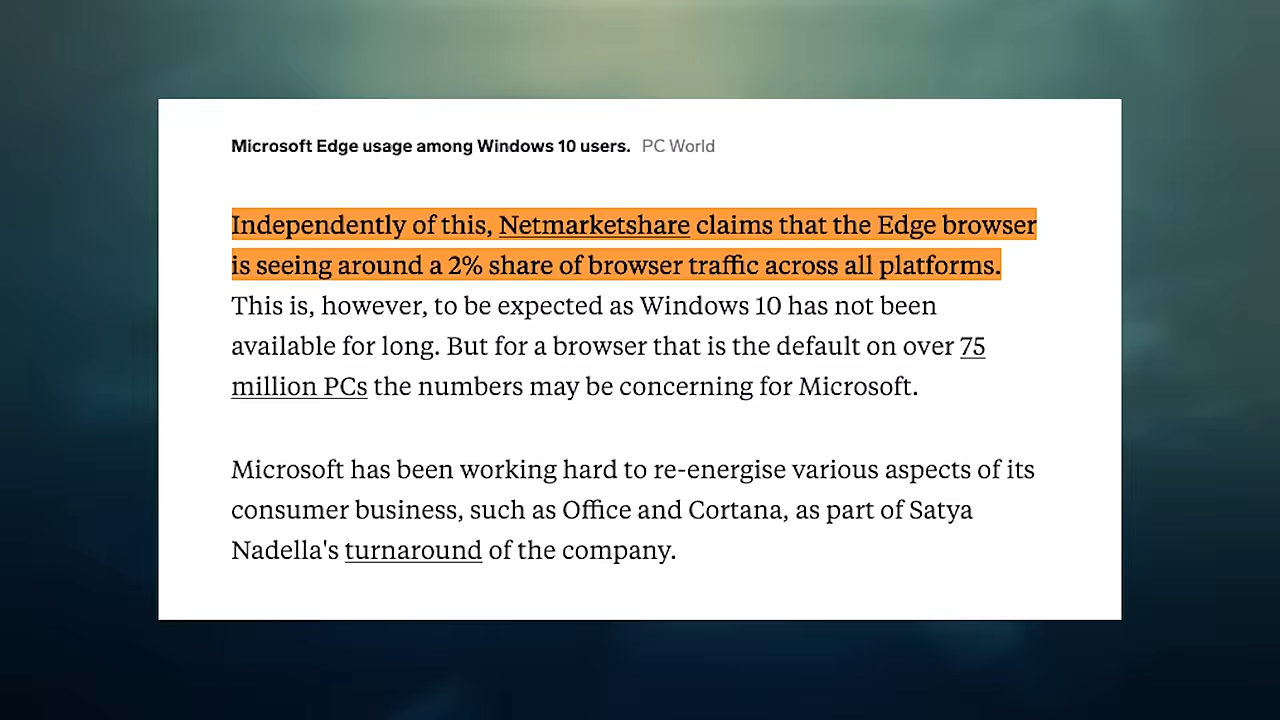 Microsoft Edge usage among Windows 10 users. PC World
Independently of this, Netmarketshare claims that the Edge browser
is seeing around a 2% share of browser traffic across all platforms.
This is, however, to be expected as Windows 10 has not been
available for long. But for a browser that is the default on over 75
million PCs the numbers may be concerning for Microsoft.
Microsoft has been working hard to re-energise various aspects of its
consumer business, such as Office and Cortana, as part of Satya
Nadella's turnaround of the company.